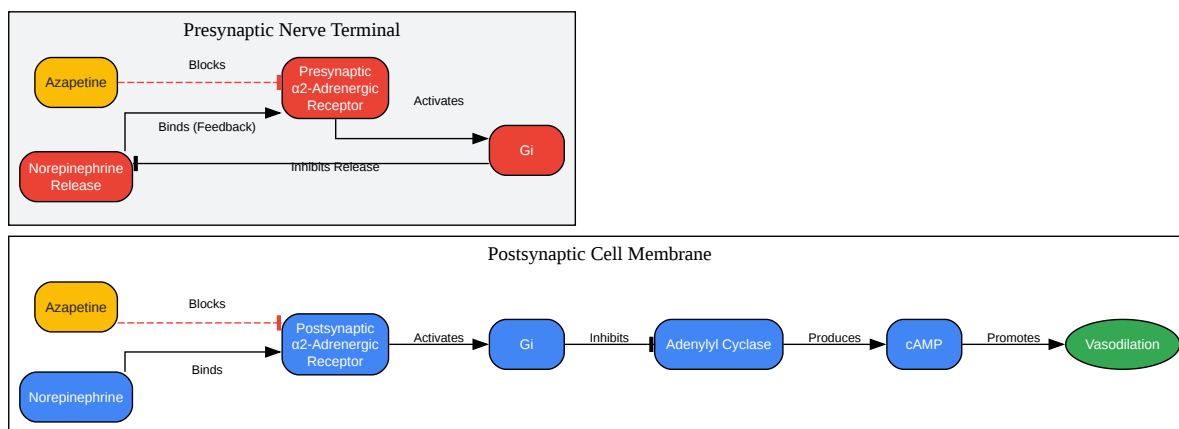 Presynaptic Nerve Terminal
Azapetine
Blocks
Presynaptic
α2-Adrenergic
Receptor
Activates
Binds (Feedback)
Gi
Norepinephrine
Release
Inhibits Release
Postsynaptic Cell Membrane
Azapetine
Blocks
Postsynaptic
α2-Adrenergic
Receptor
Activates
Gi
Inhibits
Adenylyl Cyclase
Produces
cAMP
Promotes
Vasodilation
Binds
Norepinephrine